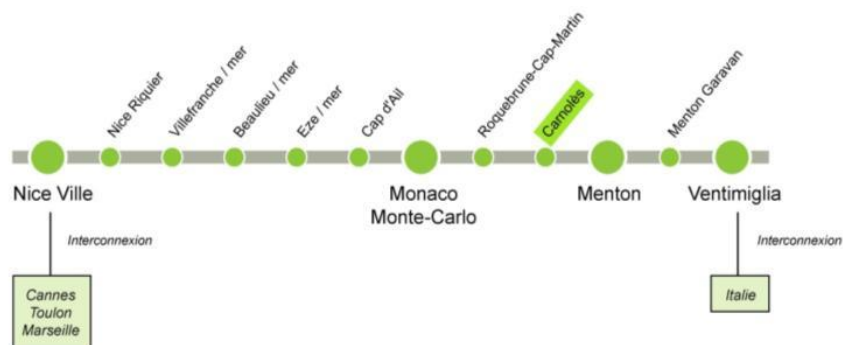 Nice Riquier
Villefranche / mer
Beaulieu / mer
Eze / mer
Cap d'Ail
Roquebrune-Cap-Martin
Carnolès
Menton Garavan
Nice Ville
Monaco
Monte-Carlo
Menton
Ventimiglia
Interconnexion
Interconnexion
Cannes
Toulon
Marseille
Italie